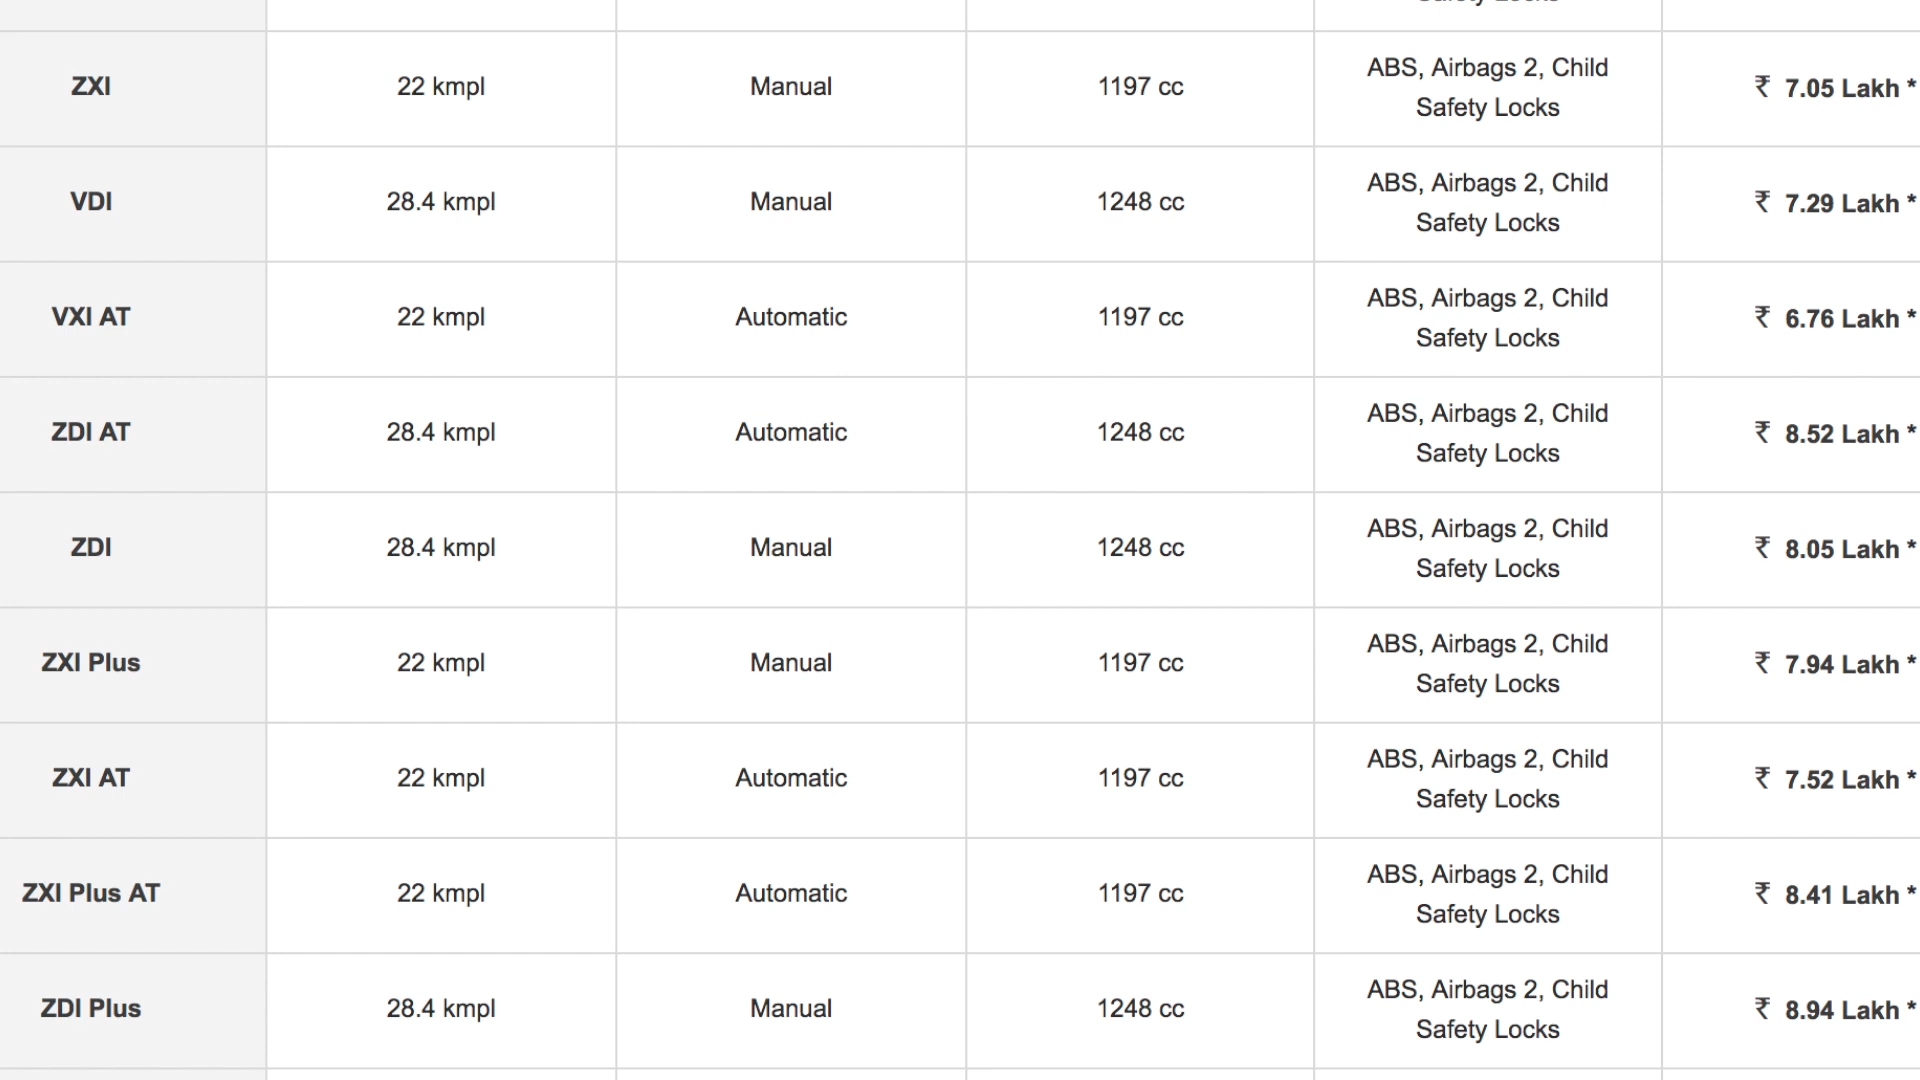 ZXI 22 kmpl Manual 1197 cc ABS, Airbags 2, Child Safety Locks ₹ 7.05 Lakh *
VDI 28.4 kmpl Manual 1248 cc ABS, Airbags 2, Child Safety Locks ₹ 7.29 Lakh *
VXI AT 22 kmpl Automatic 1197 cc ABS, Airbags 2, Child Safety Locks ₹ 6.76 Lakh *
ZDI AT 28.4 kmpl Automatic 1248 cc ABS, Airbags 2, Child Safety Locks ₹ 8.52 Lakh *
ZDI 28.4 kmpl Manual 1248 cc ABS, Airbags 2, Child Safety Locks ₹ 8.05 Lakh *
ZXI Plus 22 kmpl Manual 1197 cc ABS, Airbags 2, Child Safety Locks ₹ 7.94 Lakh *
ZXI AT 22 kmpl Automatic 1197 cc ABS, Airbags 2, Child Safety Locks ₹ 7.52 Lakh *
ZXI Plus AT 22 kmpl Automatic 1197 cc ABS, Airbags 2, Child Safety Locks ₹ 8.41 Lakh *
ZDI Plus 28.4 kmpl Manual 1248 cc ABS, Airbags 2, Child Safety Locks ₹ 8.94 Lakh *